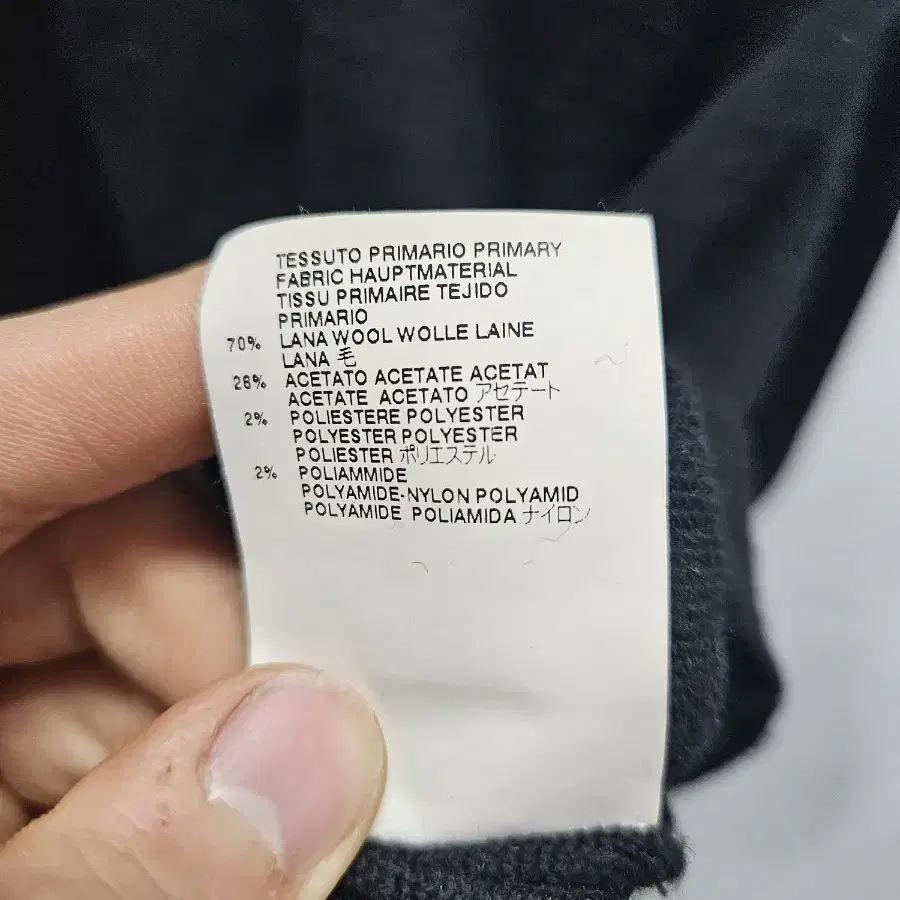 TESSUTO PRIMARIO PRIMARY
FABRIC HAUPTMATERIAL
TISSU PRIMAIRE TEJIDO
PRIMARIO
70% LANA WOOL WOLLE LAINE
LANA 毛
26% ACETATO ACETATE ACETAT
ACETATE ACETATO アセテート
2% POLIESTERE POLYESTER
POLYESTER POLYESTER
POLIESTER ポリエステル
2% POLIAMMIDE
POLYAMIDE-NYLON POLYAMID
POLYAMIDE POLIAMIDA ナイロン